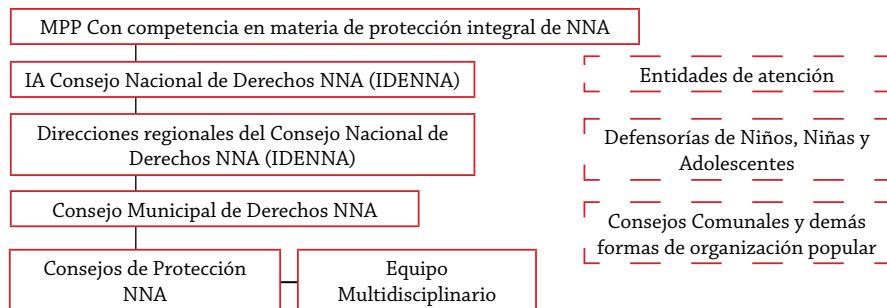 MPP Con competencia en materia de protección integral de NNA
IA Consejo Nacional de Derechos NNA (IDENNA)
Direcciones regionales del Consejo Nacional de
Derechos NNA (IDENNA)
Consejo Municipal de Derechos NNA
Consejos de Protección
NNA
Equipo
Multidisciplinario
Entidades de atención
Defensorías de Niños, Niñas y
Adolescentes
Consejos Comunales y demás
formas de organización popular